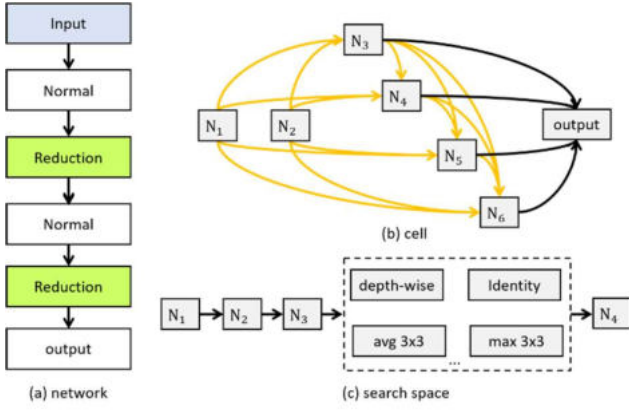 Input
Normal
Reduction
Normal
Reduction
output
(a) network
N₃
N₄
N₁ N₂ output
N₅
N₆
(b) cell
depth-wise Identity
N₁ N₂ N₃ N₄
avg 3x3 max 3x3
...
(c) search space